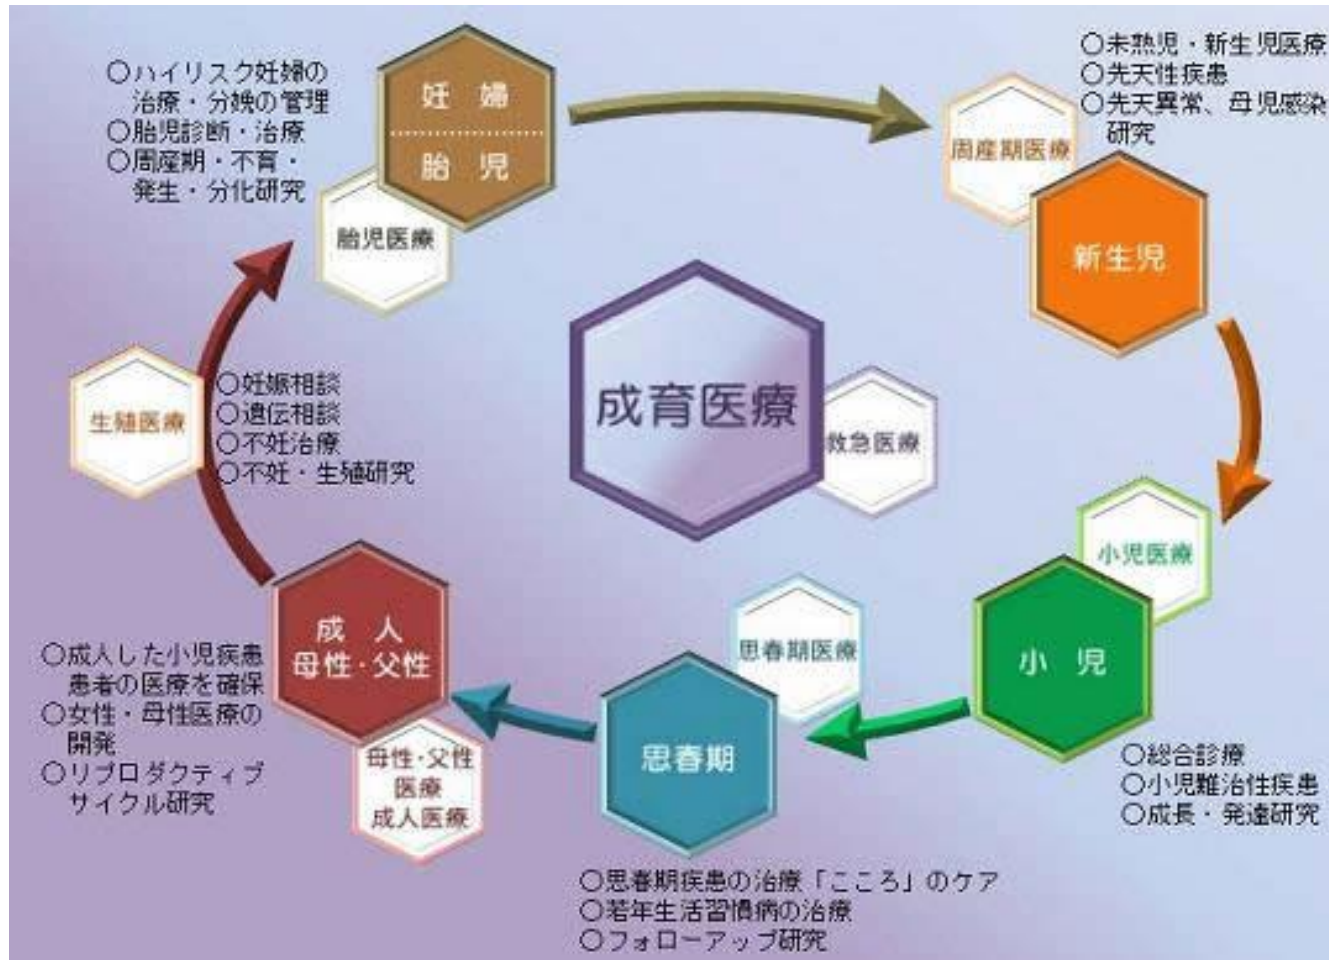 ○ハイリスク妊婦の
治療・分娩の管理
○胎児診断・治療
○周産期・不育・
発生・分化研究
妊婦
胎児
胎児医療
○未熟児・新生児医療
○先天性疾患
○先天異常、母児感染
研究
周産期医療
新生児
成育医療
救急医療
生殖医療
○妊娠相談
○遺伝相談
○不妊治療
○不妊・生殖研究
小児医療
小児
○総合診療
○小児難治性疾患
○成長・発達研究
思春期医療
思春期
○思春期疾患の治療「こころ」のケア
○若年生活習慣病の治療
○フォローアップ研究
成人
母性・父性
母性・父性
医療
成人医療
○成人した小児疾患
患者の医療を確保
○女性・母性医療の
開発
○リプロダクティブ
サイクル研究